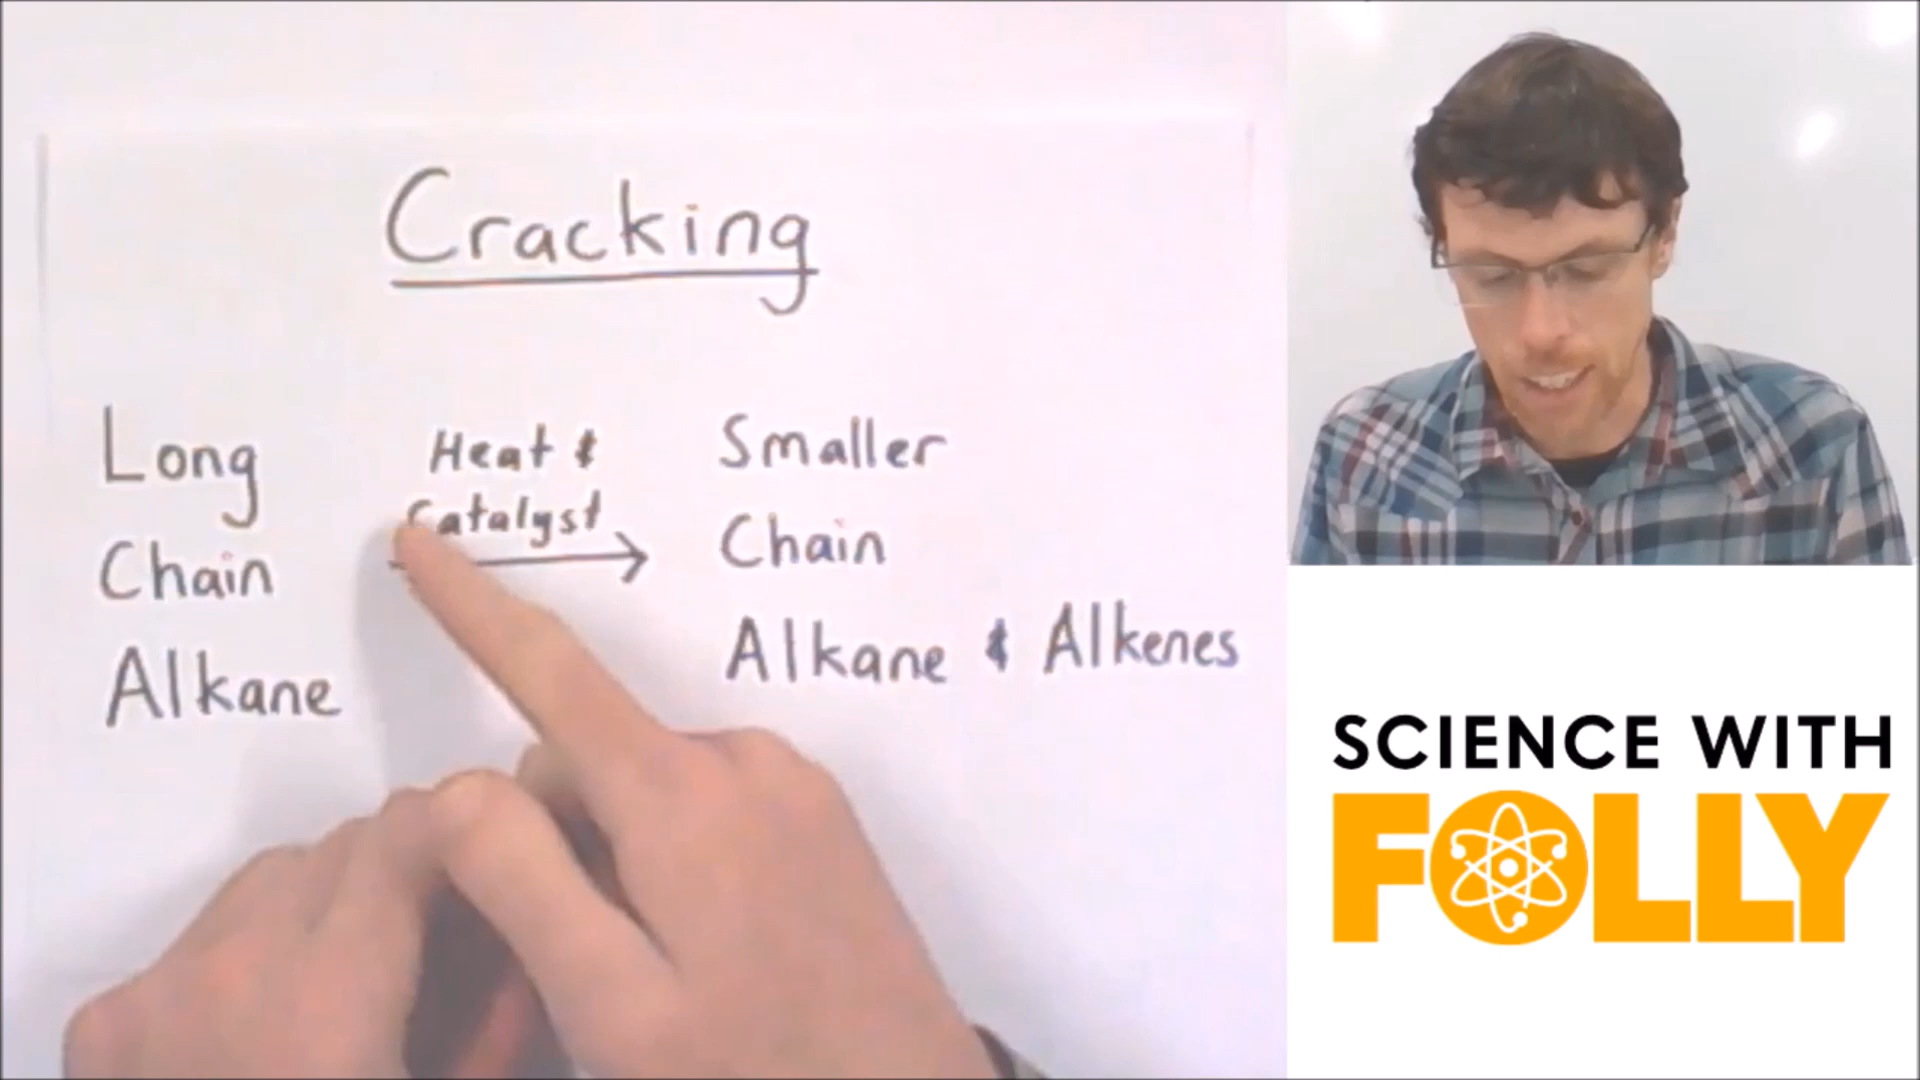 Cracking
Long
Chain
Alkane
Heat &
Catalyst
Smaller
Chain
Alkane & Alkenes
SCIENCE WITH
FOLLY